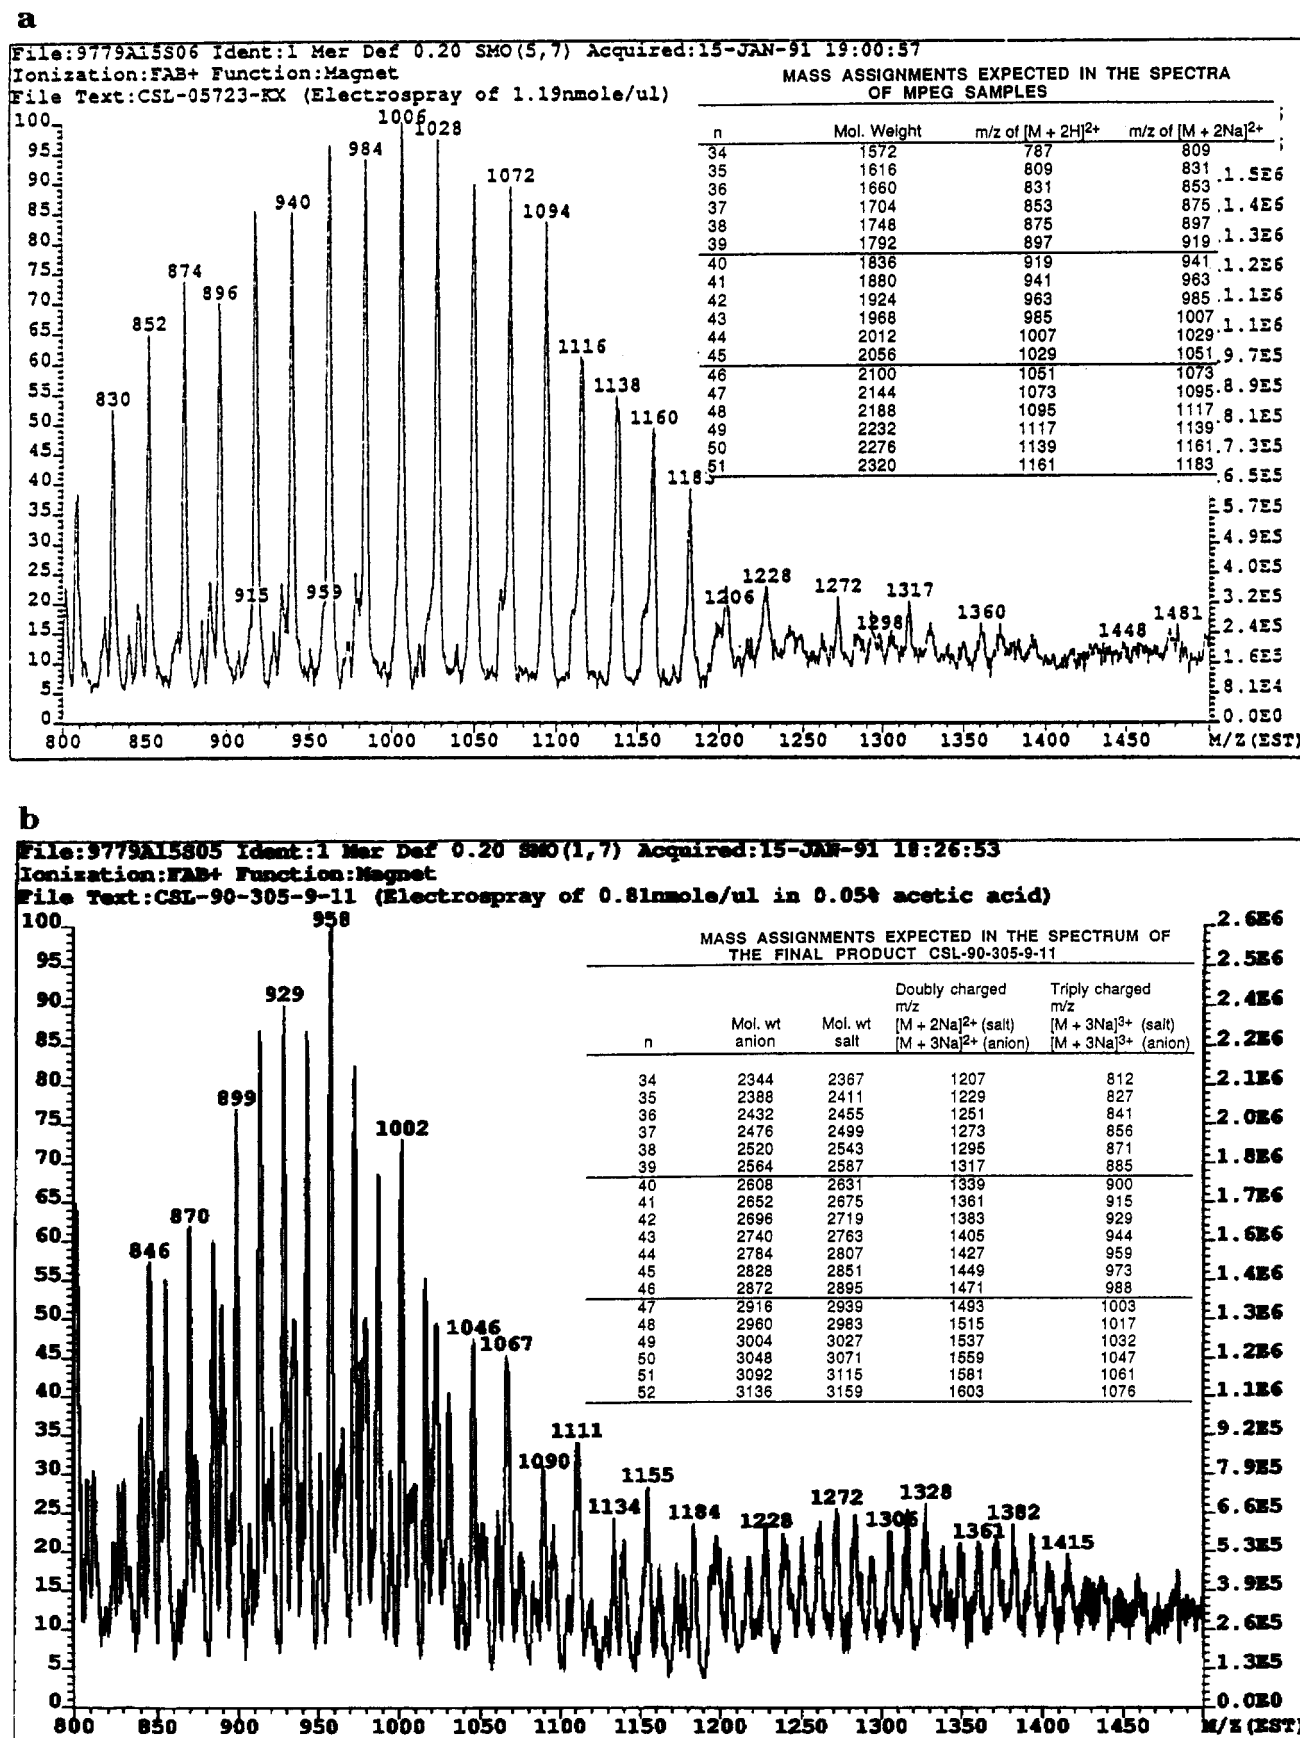 a
File:9779A15S06 Ident:1 Mer Def 0.20 SMO(5,7) Acquired:15-JAN-91 19:00:57
Ionization:FAB+ Function:Magnet
File Text:CSL-05723-KX (Electrospray of 1.19nmole/ul)
MASS ASSIGNMENTS EXPECTED IN THE SPECTRA
OF MPEG SAMPLES
n Mol. Weight m/z of [M + 2H]2+ m/z of [M + 2Na]2+
34 1572 787 809
35 1616 809 831
36 1660 831 853
37 1704 853 875
38 1748 875 897
39 1792 897 919
40 1836 919 941
41 1880 941 963
42 1924 963 985
43 1968 985 1007
44 2012 1007 1029
45 2056 1029 1051
46 2100 1051 1073
47 2144 1073 1095
48 2188 1095 1117
49 2232 1117 1139
50 2276 1139 1161
51 2320 1161 1183
100
95
90
85
80
75
70
65
60
55
50
45
40
35
30
25
20
15
10
5
0
830
852
874
896
915
940
959
984
1006
1028
1072
1094
1116
1138
1160
1183
1206
1228
1272
1298
1317
1360
1448
1481
.1.5E6
.1.4E6
.1.3E6
.1.2E6
.1.1E6
.1.1E6
.9.7E5
.8.9E5
.8.1E5
.7.3E5
.6.5E5
.5.7E5
.4.9E5
.4.0E5
.3.2E5
.2.4E5
.1.6E5
.8.1E4
.0.0E0
800 850 900 950 1000 1050 1100 1150 1200 1250 1300 1350 1400 1450 M/Z(EST)
b
File:9779A15S05 Ident:1 Mer Def 0.20 SMO(1,7) Acquired:15-JAN-91 18:26:53
Ionization:FAB+ Function:Magnet
File Text:CSL-90-305-9-11 (Electrospray of 0.81nmole/ul in 0.05% acetic acid)
MASS ASSIGNMENTS EXPECTED IN THE SPECTRUM OF
THE FINAL PRODUCT CSL-90-305-9-11
Doubly charged Triply charged
m/z m/z
Mol. wt Mol. wt [M + 2Na]2+ (salt) [M + 3Na]3+ (salt)
n anion salt [M + 3Na]2+ (anion) [M + 3Na]3+ (anion)
34 2344 2367 1207 812
35 2388 2411 1229 827
36 2432 2455 1251 841
37 2476 2499 1273 856
38 2520 2543 1295 871
39 2564 2587 1317 885
40 2608 2631 1339 900
41 2652 2675 1361 915
42 2696 2719 1383 929
43 2740 2763 1405 944
44 2784 2807 1427 959
45 2828 2851 1449 973
46 2872 2895 1471 988
47 2916 2939 1493 1003
48 2960 2983 1515 1017
49 3004 3027 1537 1032
50 3048 3071 1559 1047
51 3092 3115 1581 1061
52 3136 3159 1603 1076
100
95
90
85
80
75
70
65
60
55
50
45
40
35
30
25
20
15
10
5
0
846
870
899
929
958
1002
1046
1067
1090
1111
1134
1155
1184
1228
1272
1306
1328
1361
1382
1415
2.6E6
2.5E6
2.4E6
2.2E6
2.1E6
2.0E6
1.8E6
1.7E6
1.6E6
1.4E6
1.3E6
1.2E6
1.1E6
9.2E5
7.9E5
6.6E5
5.3E5
3.9E5
2.6E5
1.3E5
0.0E0
800 850 900 950 1000 1050 1100 1150 1200 1250 1300 1350 1400 1450 M/Z(EST)